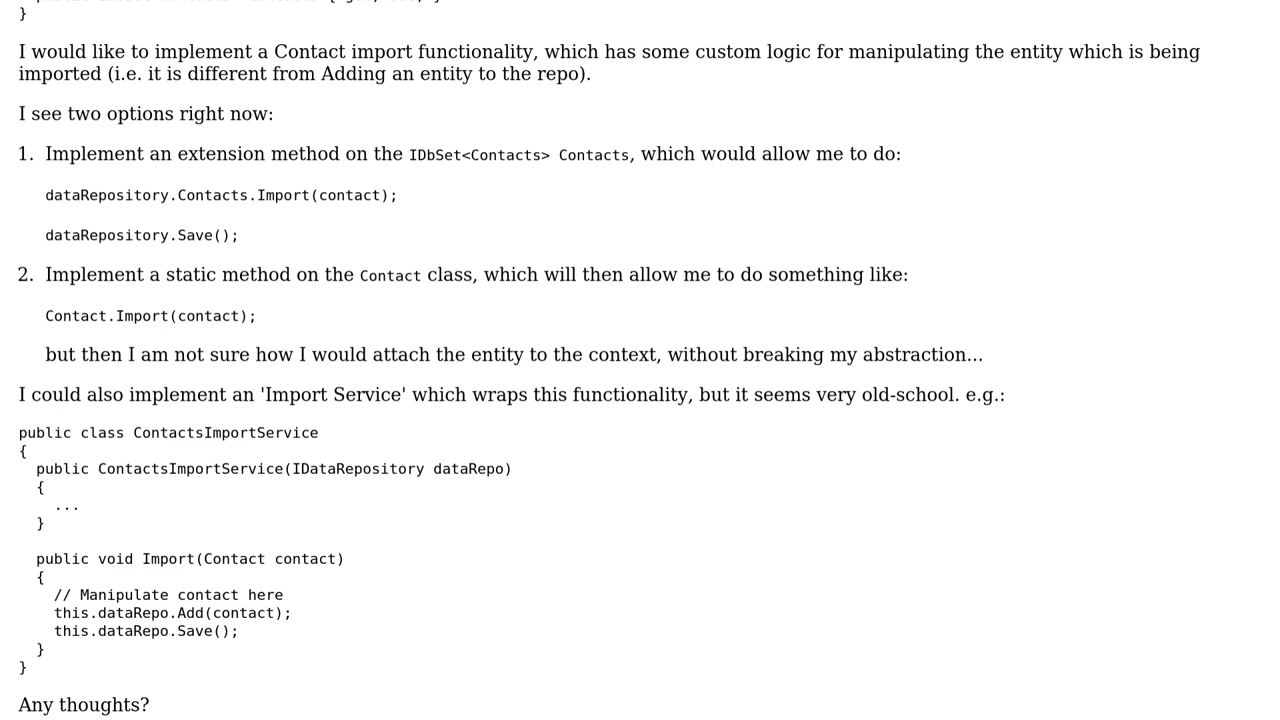 }
I would like to implement a Contact import functionality, which has some custom logic for manipulating the entity which is being
imported (i.e. it is different from Adding an entity to the repo).
I see two options right now:
1. Implement an extension method on the IDbSet<Contacts> Contacts, which would allow me to do:
dataRepository.Contacts.Import(contact);
dataRepository.Save();
2. Implement a static method on the Contact class, which will then allow me to do something like:
Contact.Import(contact);
but then I am not sure how I would attach the entity to the context, without breaking my abstraction...
I could also implement an 'Import Service' which wraps this functionality, but it seems very old-school. e.g.:
public class ContactsImportService
{
  public ContactsImportService(IDataRepository dataRepo)
  {
    ...
  }
  public void Import(Contact contact)
  {
    // Manipulate contact here
    this.dataRepo.Add(contact);
    this.dataRepo.Save();
  }
}
Any thoughts?